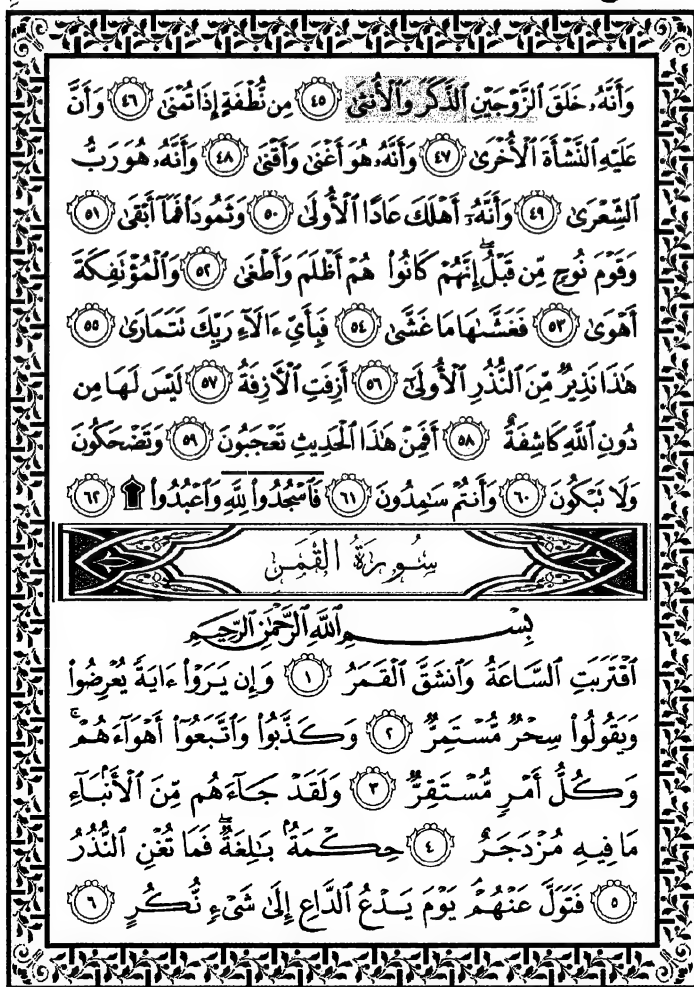 وَأَنَّهُۥ خَلَقَ ٱلزَّوْجَيْنِ ٱلذَّكَرَ وَٱلْأُنثَىٰ ٤٥ مِن نُّطْفَةٍ إِذَا تُمْنَىٰ ٤٦ وَأَنَّ
عَلَيْهِ ٱلنَّشْأَةَ ٱلْأُخْرَىٰ ٤٧ وَأَنَّهُۥ هُوَ أَغْنَىٰ وَأَقْنَىٰ ٤٨ وَأَنَّهُۥ هُوَ رَبُّ
ٱلشِّعْرَىٰ ٤٩ وَأَنَّهُۥٓ أَهْلَكَ عَادًا ٱلْأُولَىٰ ٥٠ وَثَمُودَا۟ فَمَآ أَبْقَىٰ ٥١
وَقَوْمَ نُوحٍ مِّن قَبْلُ ۖ إِنَّهُمْ كَانُوا۟ هُمْ أَظْلَمَ وَأَطْغَىٰ ٥٢ وَٱلْمُؤْتَفِكَةَ
أَهْوَىٰ ٥٣ فَغَشَّىٰهَا مَا غَشَّىٰ ٥٤ فَبِأَىِّ ءَالَآءِ رَبِّكَ تَتَمَارَىٰ ٥٥
هَٰذَا نَذِيرٌ مِّنَ ٱلنُّذُرِ ٱلْأُولَىٰٓ ٥٦ أَزِفَتِ ٱلْـَٔازِفَةُ ٥٧ لَيْسَ لَهَا مِن
دُونِ ٱللَّهِ كَاشِفَةٌ ٥٨ أَفَمِنْ هَٰذَا ٱلْحَدِيثِ تَعْجَبُونَ ٥٩ وَتَضْحَكُونَ
وَلَا تَبْكُونَ ٦٠ وَأَنتُمْ سَٰمِدُونَ ٦١ فَٱسْجُدُوا۟ لِلَّهِ وَٱعْبُدُوا۟ ۩ ٦٢
سُورَةُ القَمَرِ
بِسْمِ ٱللَّهِ ٱلرَّحْمَٰنِ ٱلرَّحِيمِ
ٱقْتَرَبَتِ ٱلسَّاعَةُ وَٱنشَقَّ ٱلْقَمَرُ ١ وَإِن يَرَوْا۟ ءَايَةً يُعْرِضُوا۟
وَيَقُولُوا۟ سِحْرٌ مُّسْتَمِرٌّ ٢ وَكَذَّبُوا۟ وَٱتَّبَعُوٓا۟ أَهْوَآءَهُمْ ۚ
وَكُلُّ أَمْرٍ مُّسْتَقِرٌّ ٣ وَلَقَدْ جَآءَهُم مِّنَ ٱلْأَنۢبَآءِ
مَا فِيهِ مُزْدَجَرٌ ٤ حِكْمَةٌۢ بَٰلِغَةٌ ۖ فَمَا تُغْنِ ٱلنُّذُرُ
٥ فَتَوَلَّ عَنْهُمْ ۘ يَوْمَ يَدْعُ ٱلدَّاعِ إِلَىٰ شَىْءٍ نُّكُرٍ ٦